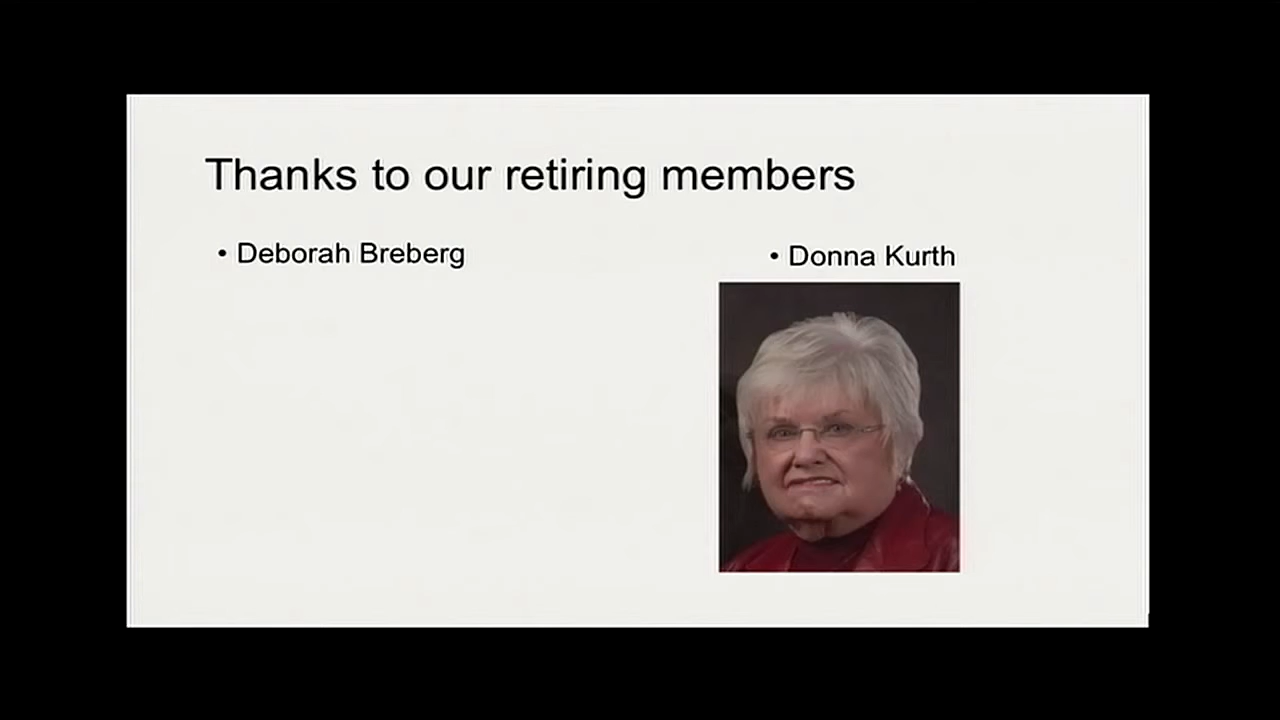 Thanks to our retiring members
• Deborah Breberg
• Donna Kurth